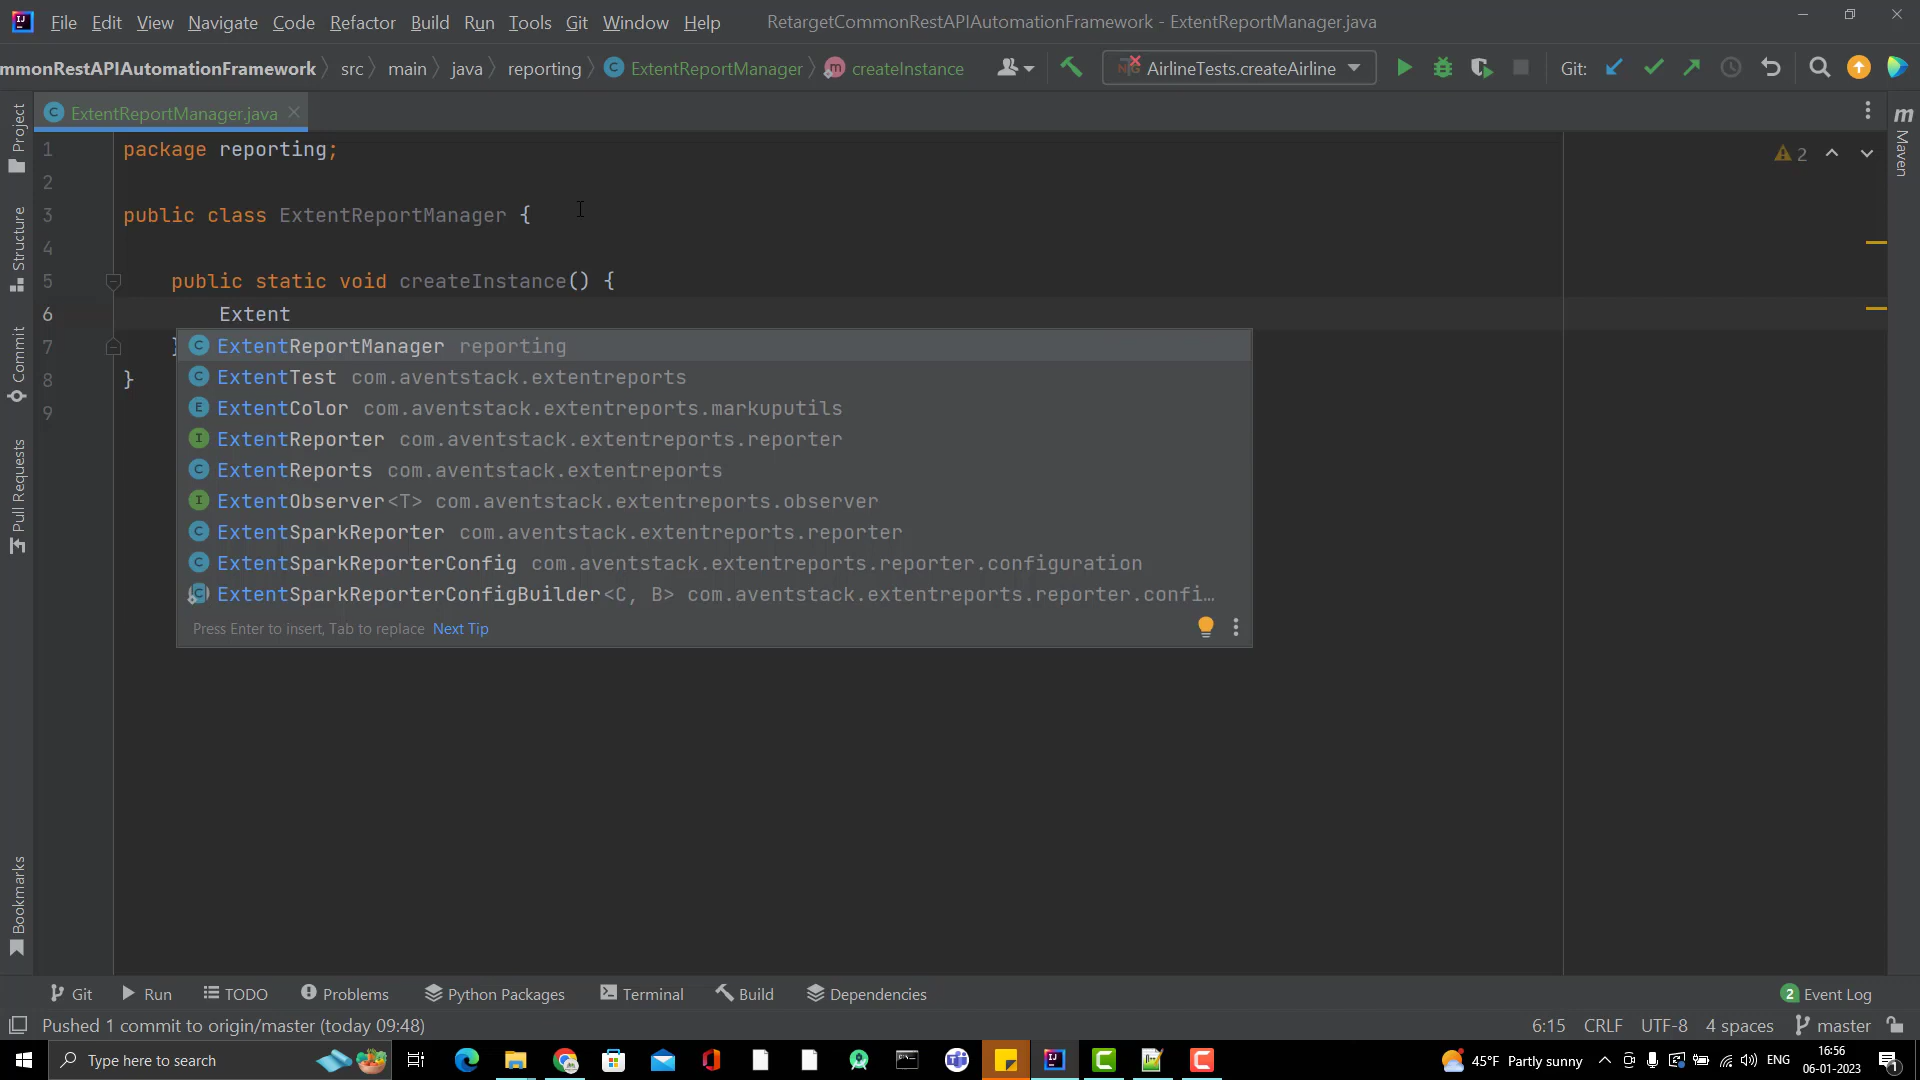 File Edit View Navigate Code Refactor Build Run Tools Git Window Help RetargetCommonRestAPIAutomationFramework - ExtentReportManager.java
mmonRestAPIAutomationFramework src main java reporting ExtentReportManager createInstance AirlineTests.createAirline Git:
ExtentReportManager.java
Project
Structure
Commit
Pull Requests
Bookmarks
Maven
2
1 package reporting;
2
3 public class ExtentReportManager {
4
5 public static void createInstance() {
6 Extent
7 }
8 }
9
ExtentReportManager reporting
ExtentTest com.aventstack.extentreports
ExtentColor com.aventstack.extentreports.markuputils
ExtentReporter com.aventstack.extentreports.reporter
ExtentReports com.aventstack.extentreports
ExtentObserver<T> com.aventstack.extentreports.observer
ExtentSparkReporter com.aventstack.extentreports.reporter
ExtentSparkReporterConfig com.aventstack.extentreports.reporter.configuration
ExtentSparkReporterConfigBuilder<C, B> com.aventstack.extentreports.reporter.confi…
Press Enter to insert, Tab to replace Next Tip
Git Run TODO Problems Python Packages Terminal Build Dependencies 2 Event Log
Pushed 1 commit to origin/master (today 09:48) 6:15 CRLF UTF-8 4 spaces master
Type here to search 45°F Partly sunny ENG 16:56
06-01-2023 1